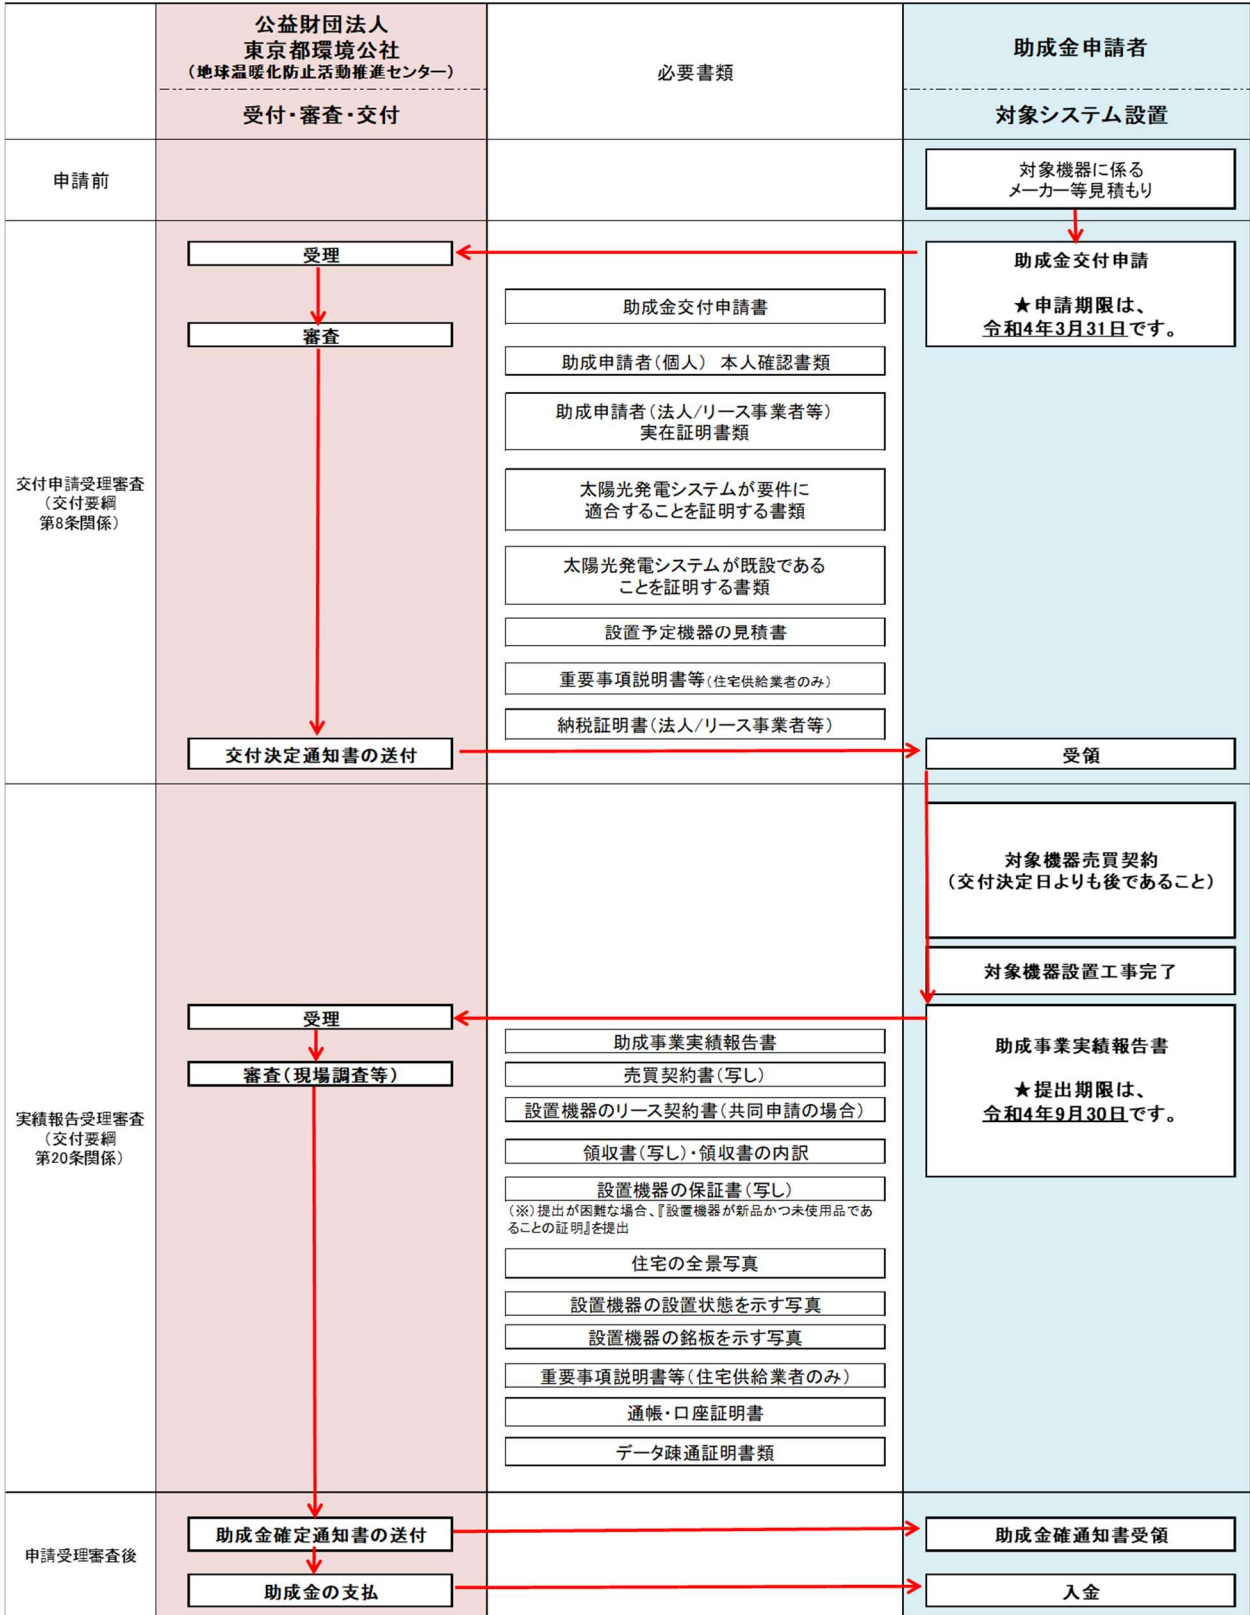 公益財団法人
東京都環境公社
(地球温暖化防止活動推進センター)
受付・審査・交付
必要書類
助成金申請者
対象システム設置
申請前
対象機器に係る
メーカー等見積もり
交付申請受理審査
(交付要綱
第8条関係)
受理
審査
助成金交付申請
★申請期限は、
令和4年3月31日です。
助成金交付申請書
助成申請者(個人) 本人確認書類
助成申請者(法人/リース事業者等)
実在証明書類
太陽光発電システムが要件に
適合することを証明する書類
太陽光発電システムが既設である
ことを証明する書類
設置予定機器の見積書
重要事項説明書等(住宅供給業者のみ)
納税証明書(法人/リース事業者等)
交付決定通知書の送付
受領
対象機器売買契約
(交付決定日よりも後であること)
対象機器設置工事完了
実績報告受理審査
(交付要綱
第20条関係)
受理
審査(現場調査等)
助成事業実績報告書
★提出期限は、
令和4年9月30日です。
助成事業実績報告書
売買契約書(写し)
設置機器のリース契約書(共同申請の場合)
領収書(写し)・領収書の内訳
設置機器の保証書(写し)
(※)提出が困難な場合、『設置機器が新品かつ未使用品であ
ることの証明』を提出
住宅の全景写真
設置機器の設置状態を示す写真
設置機器の銘板を示す写真
重要事項説明書等(住宅供給業者のみ)
通帳・口座証明書
データ疎通証明書類
申請受理審査後
助成金確定通知書の送付
助成金確通知書受領
助成金の支払
入金